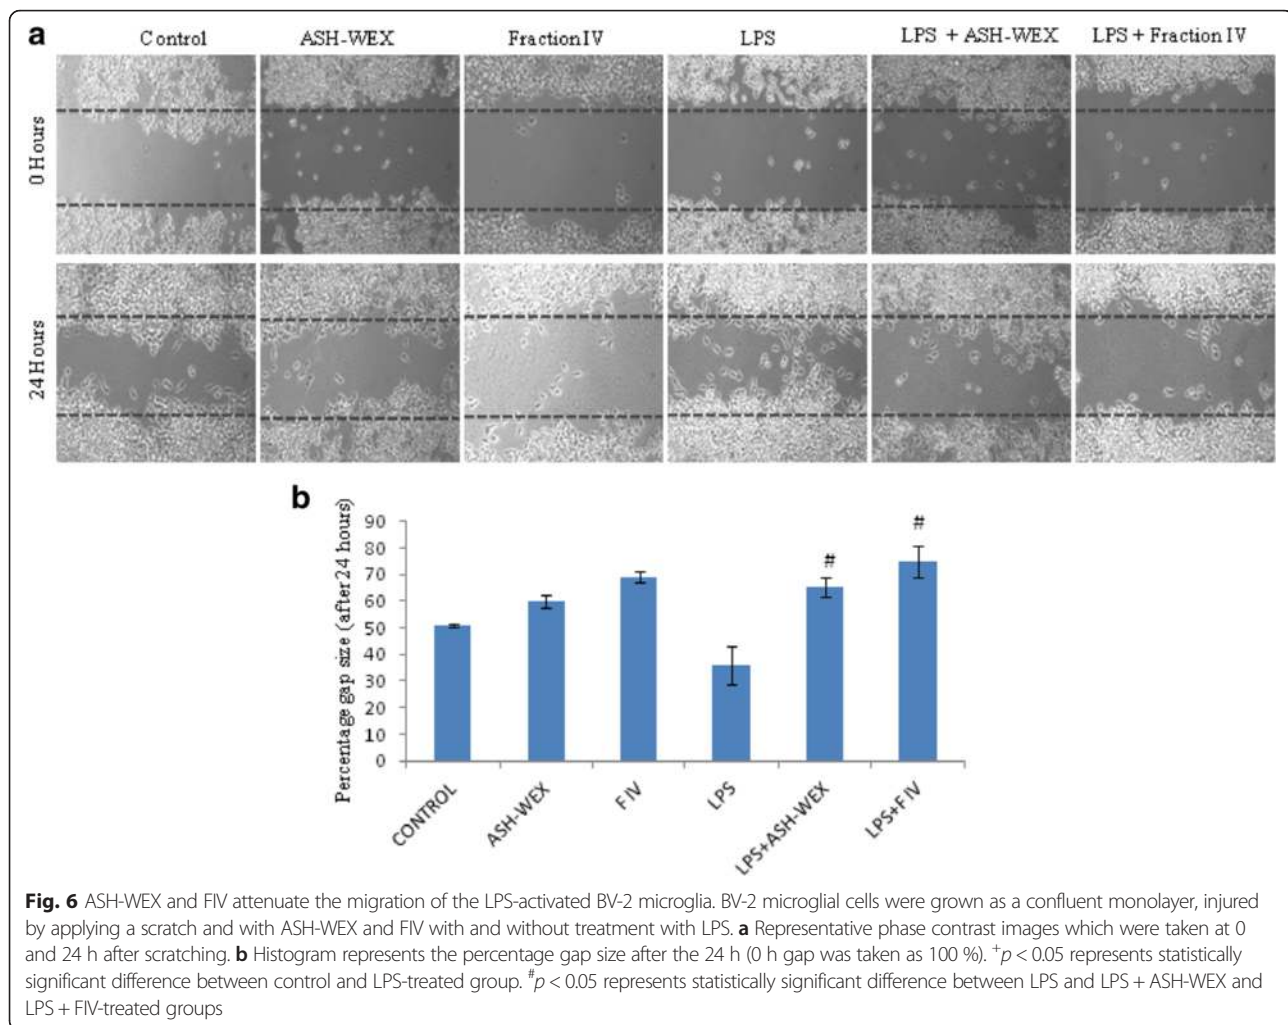 a
Control ASH-WEX Fraction IV LPS LPS + ASH-WEX LPS + Fraction IV
0 Hours
24 Hours
b
Percentage gap size (after 24 hours)
90
80
70
60
50
40
30
20
10
0
# #
CONTROL ASH-WEX FIV LPS LPS+ASH-WEX LPS+FIV
Fig. 6 ASH-WEX and FIV attenuate the migration of the LPS-activated BV-2 microglia. BV-2 microglial cells were grown as a confluent monolayer, injured
by applying a scratch and with ASH-WEX and FIV with and without treatment with LPS. a Representative phase contrast images which were taken at 0
and 24 h after scratching. b Histogram represents the percentage gap size after the 24 h (0 h gap was taken as 100 %). +p < 0.05 represents statistically
significant difference between control and LPS-treated group. #p < 0.05 represents statistically significant difference between LPS and LPS + ASH-WEX and
LPS + FIV-treated groups